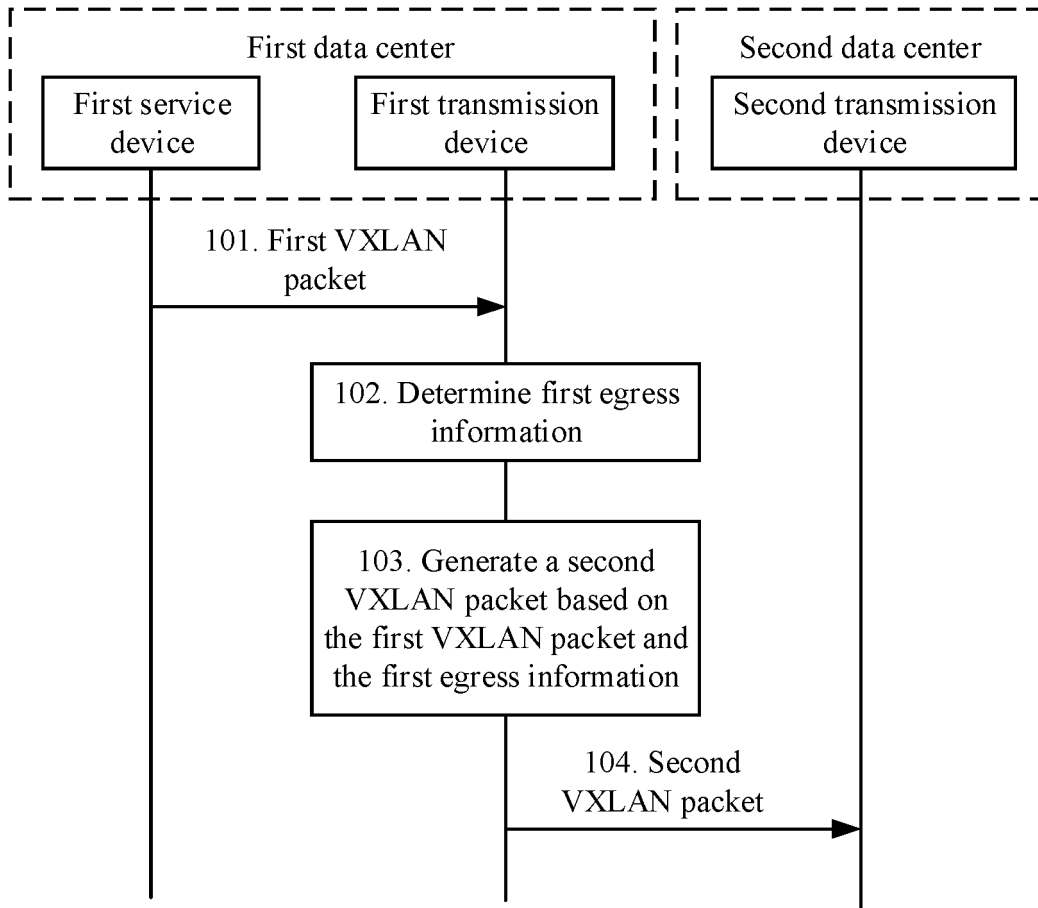 First data center
Second data center
First service
device
First transmission
device
Second transmission
device
101. First VXLAN
packet
102. Determine first egress
information
103. Generate a second
VXLAN packet based on
the first VXLAN packet and
the first egress information
104. Second
VXLAN packet